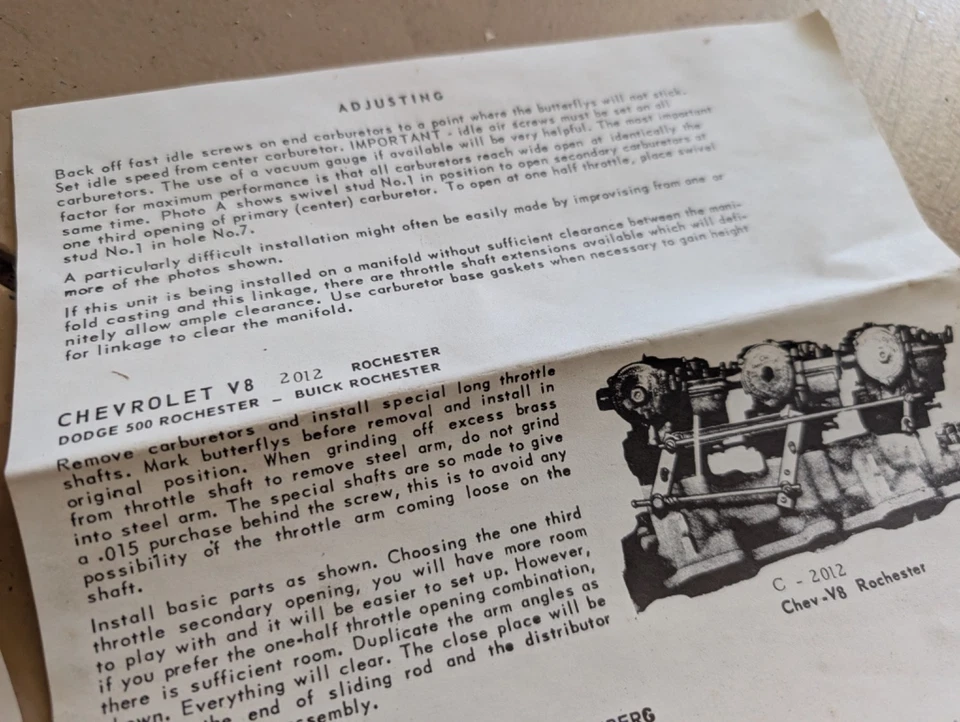 ADJUSTING
Back off fast idle screws on end carburetors to a point where the butterflys will not stick.
Set idle speed from center carburetor. IMPORTANT - idle air screws must be set on all
carburetors. The use of a vacuum gauge if available will be very helpful. The most important
factor for maximum performance is that all carburetors reach wide open at identically the
same time. Photo A shows swivel stud No.1 in position to open secondary carburetors at
one third opening of primary (center) carburetor. To open at one half throttle, place swivel
stud No.1 in hole No.7.
A particularly difficult installation might often be easily made by improvising from one or
more of the photos shown.
If this unit is being installed on a manifold without sufficient clearance between the mani-
fold casting and this linkage, there are throttle shaft extensions available which will defi-
nitely allow ample clearance. Use carburetor base gaskets when necessary to gain height
for linkage to clear the manifold.
CHEVROLET V8 2012 ROCHESTER
DODGE 500 ROCHESTER – BUICK ROCHESTER
Remove carburetors and install special long throttle
shafts. Mark butterflys before removal and install in
original position. When grinding off excess brass
from throttle shaft to remove steel arm, do not grind
into steel arm. The special shafts are so made to give
a .015 purchase behind the screw, this is to avoid any
possibility of the throttle arm coming loose on the
shaft.
Install basic parts as shown. Choosing the one third
throttle secondary opening, you will have more room
to play with and it will be easier to set up. However,
if you prefer the one-half throttle opening combination,
there is sufficient room. Duplicate the arm angles as
Everything will clear. The close place will be
end of sliding rod and the distributor
C - 2012
Chev-V8 Rochester